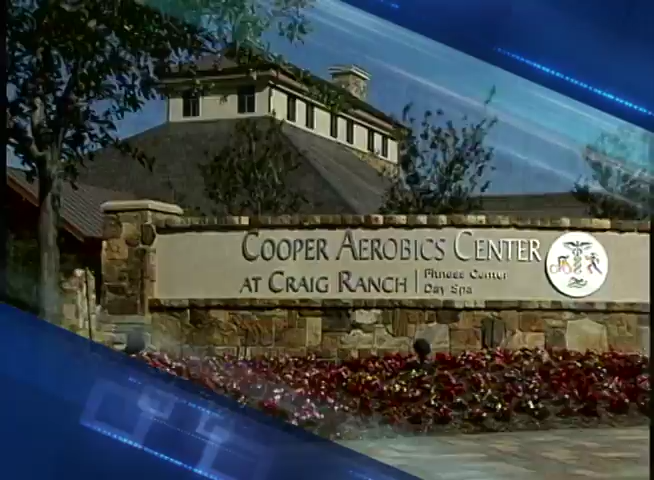 COOPER AEROBICS CENTER
AT CRAIG RANCH | Fitness Center
Day Spa